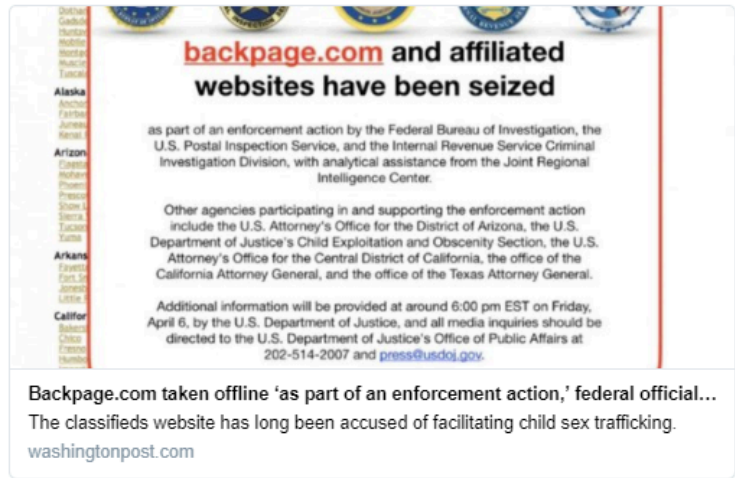 Alaska
Arizon
Arkans
Califor
backpage.com and affiliated
websites have been seized
as part of an enforcement action by the Federal Bureau of Investigation, the
U.S. Postal Inspection Service, and the Internal Revenue Service Criminal
Investigation Division, with analytical assistance from the Joint Regional
Intelligence Center.
Other agencies participating in and supporting the enforcement action
include the U.S. Attorney's Office for the District of Arizona, the U.S.
Department of Justice's Child Exploitation and Obscenity Section, the U.S.
Attorney's Office for the Central District of California, the office of the
California Attorney General, and the office of the Texas Attorney General.
Additional information will be provided at around 6:00 pm EST on Friday,
April 6, by the U.S. Department of Justice, and all media inquiries should be
directed to the U.S. Department of Justice's Office of Public Affairs at
202-514-2007 and press@usdoj.gov.
Backpage.com taken offline ‘as part of an enforcement action,’ federal official...
The classifieds website has long been accused of facilitating child sex trafficking.
washingtonpost.com